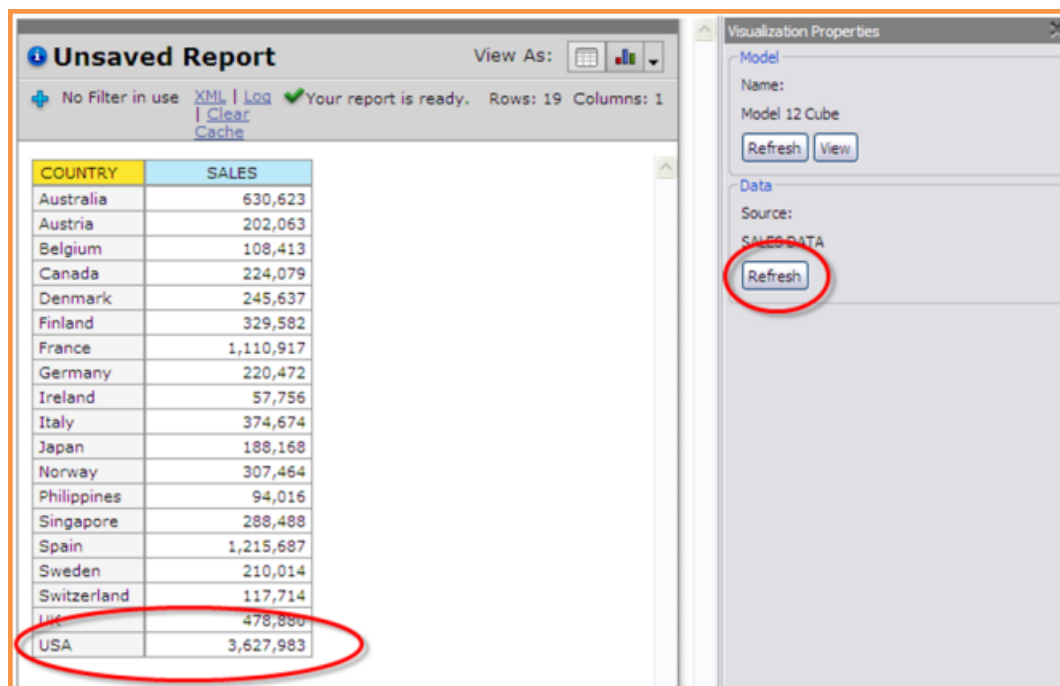 Unsaved Report
View As:
No Filter in use XML | Log Your report is ready. Rows: 19 Columns: 1
| Clear
Cache
COUNTRY SALES
Australia 630,623
Austria 202,063
Belgium 108,413
Canada 224,079
Denmark 245,637
Finland 329,582
France 1,110,917
Germany 220,472
Ireland 57,756
Italy 374,674
Japan 188,168
Norway 307,464
Philippines 94,016
Singapore 288,488
Spain 1,215,687
Sweden 210,014
Switzerland 117,714
UK 478,880
USA 3,627,983
Visualization Properties
Model
Name:
Model 12 Cube
Refresh View
Data
Source:
SALES DATA
Refresh